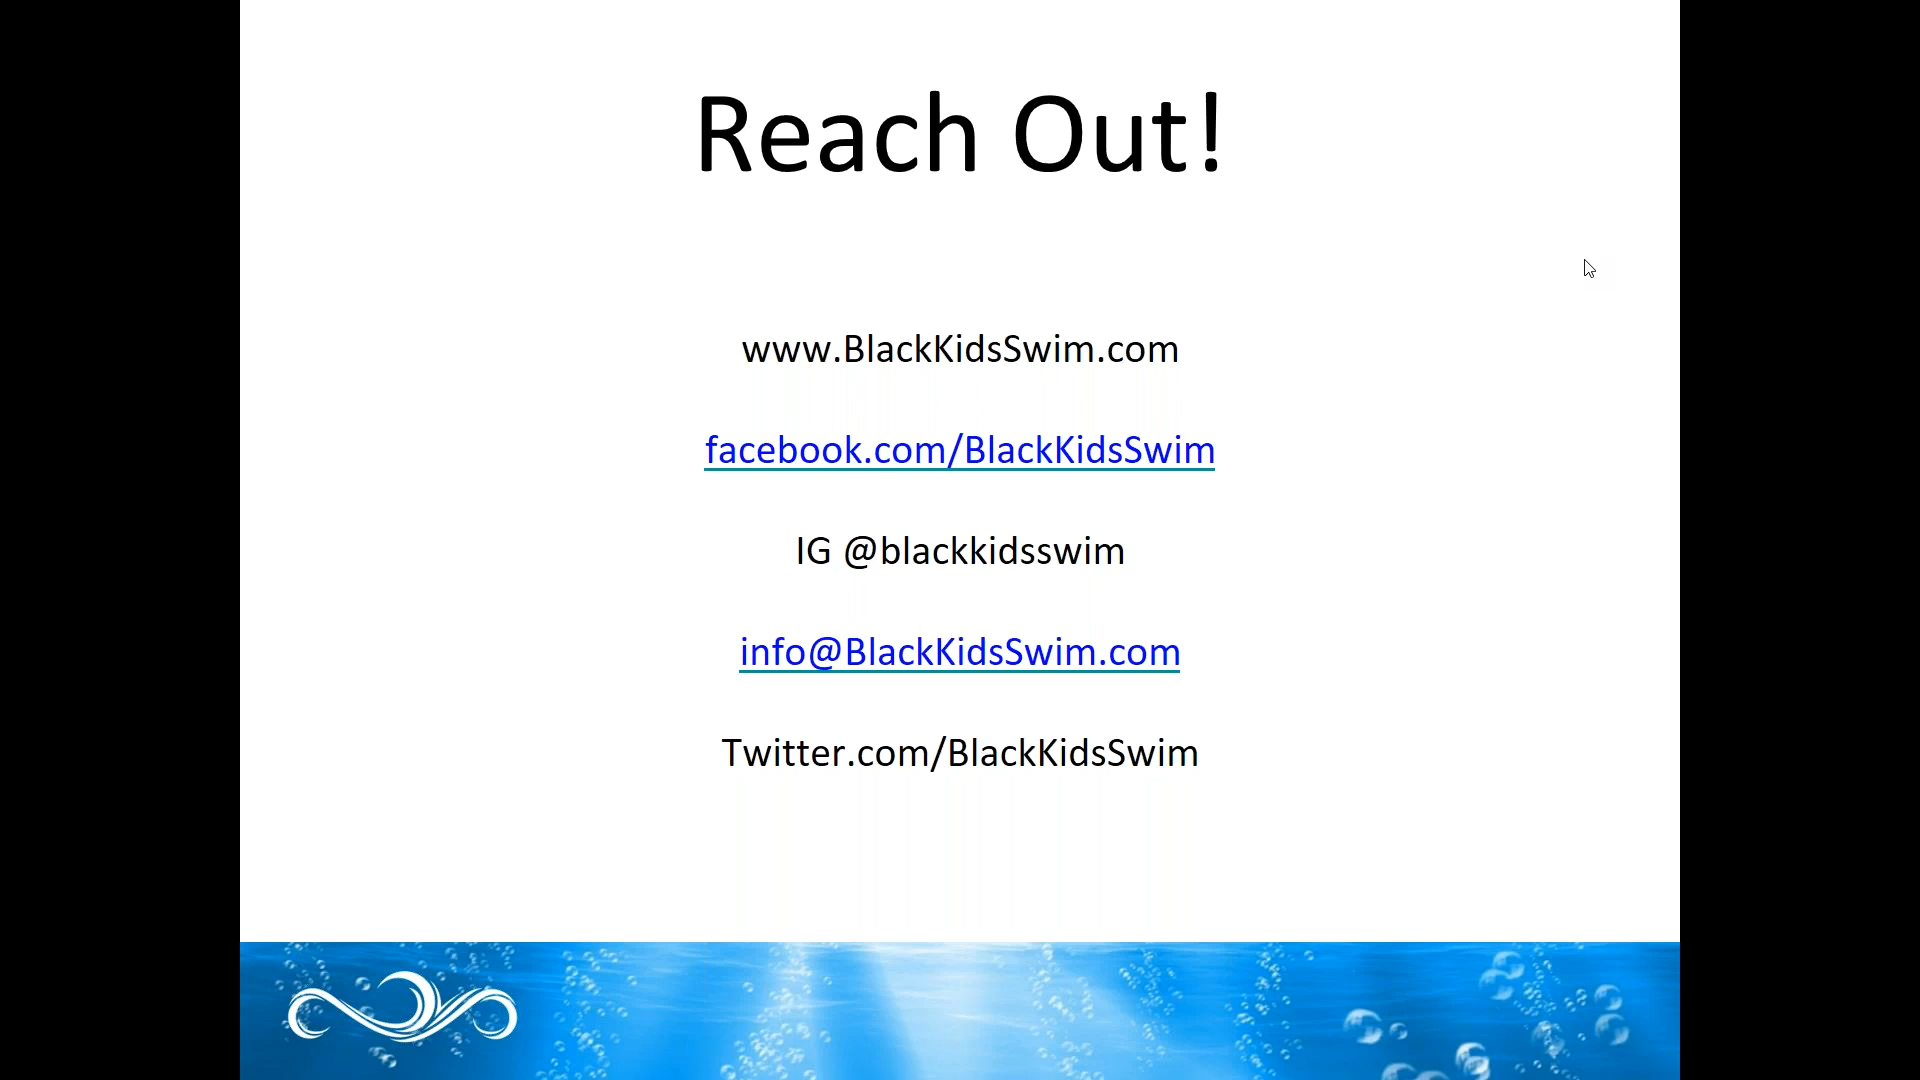 Reach Out!
www.BlackKidsSwim.com
facebook.com/BlackKidsSwim
IG @blackkidsswim
info@BlackKidsSwim.com
Twitter.com/BlackKidsSwim